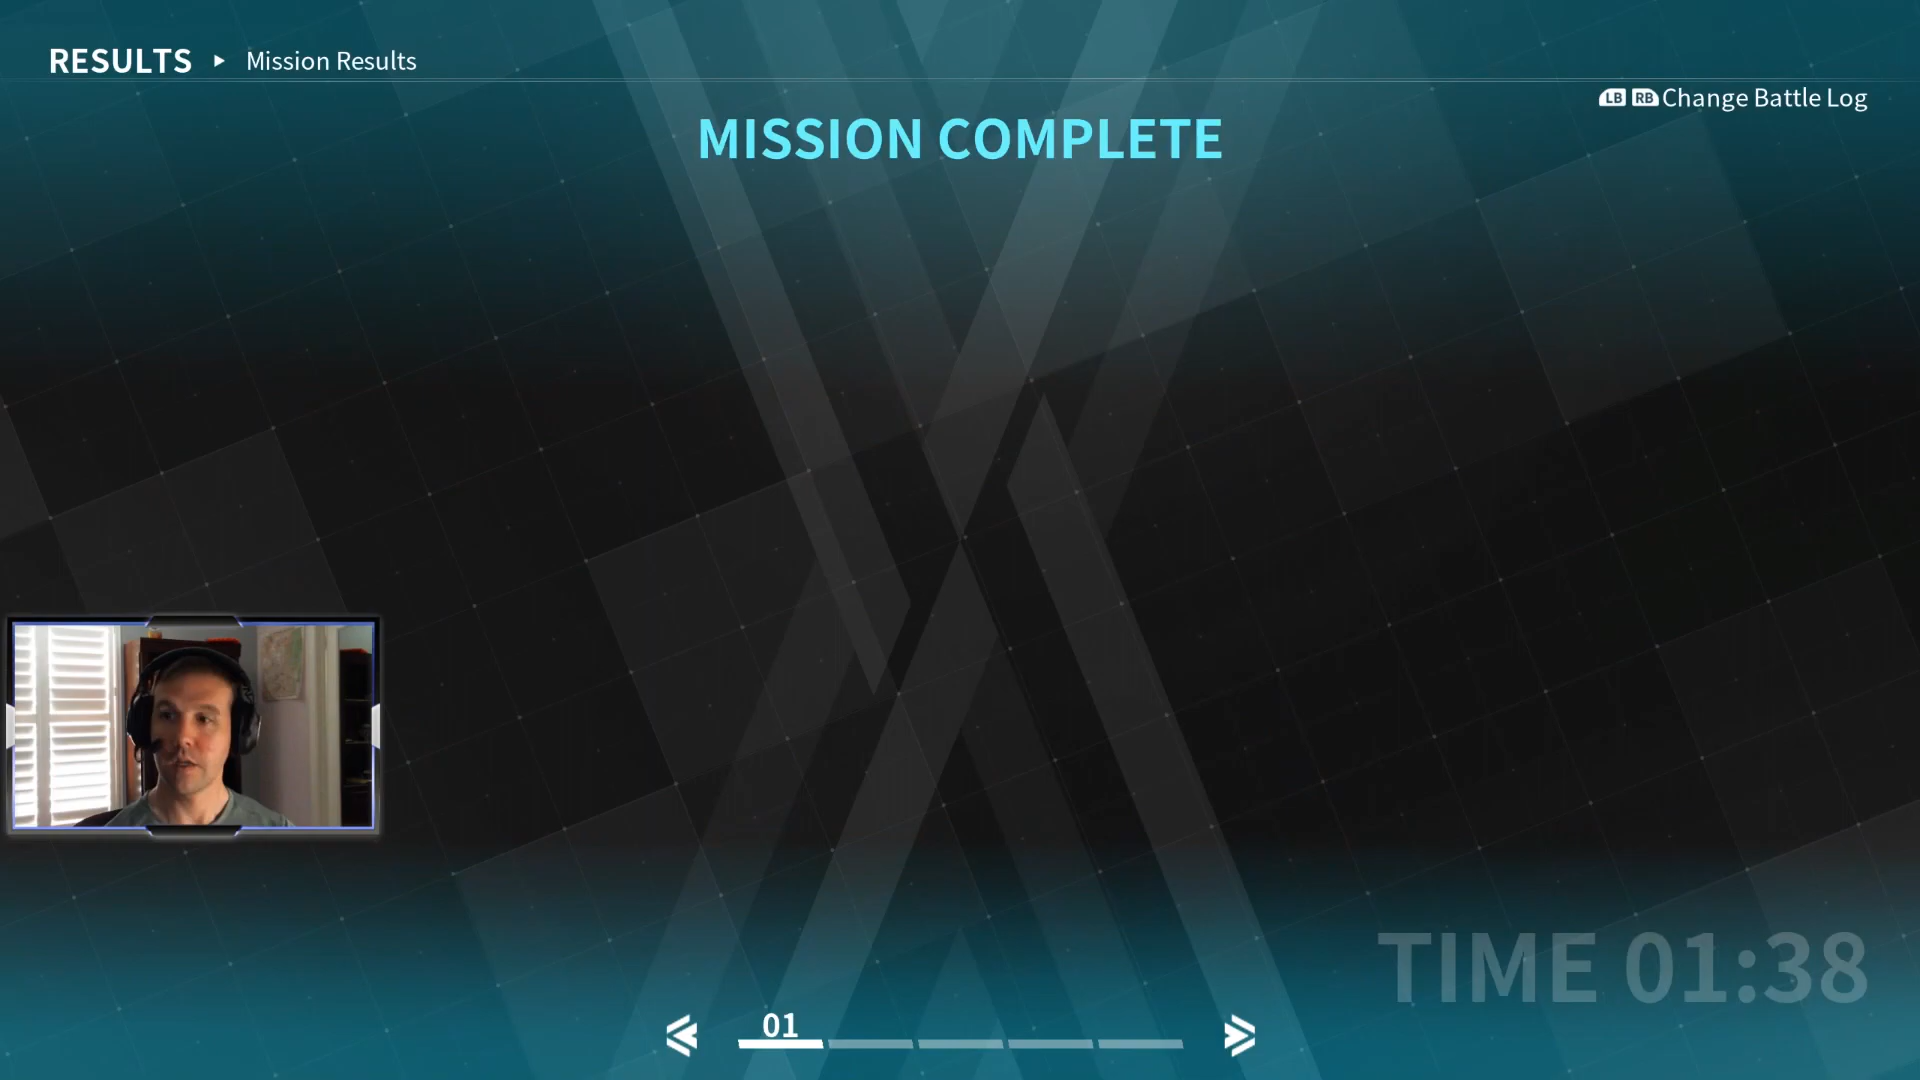 RESULTS ▶ Mission Results
LB RB Change Battle Log
MISSION COMPLETE
TIME 01:38
01